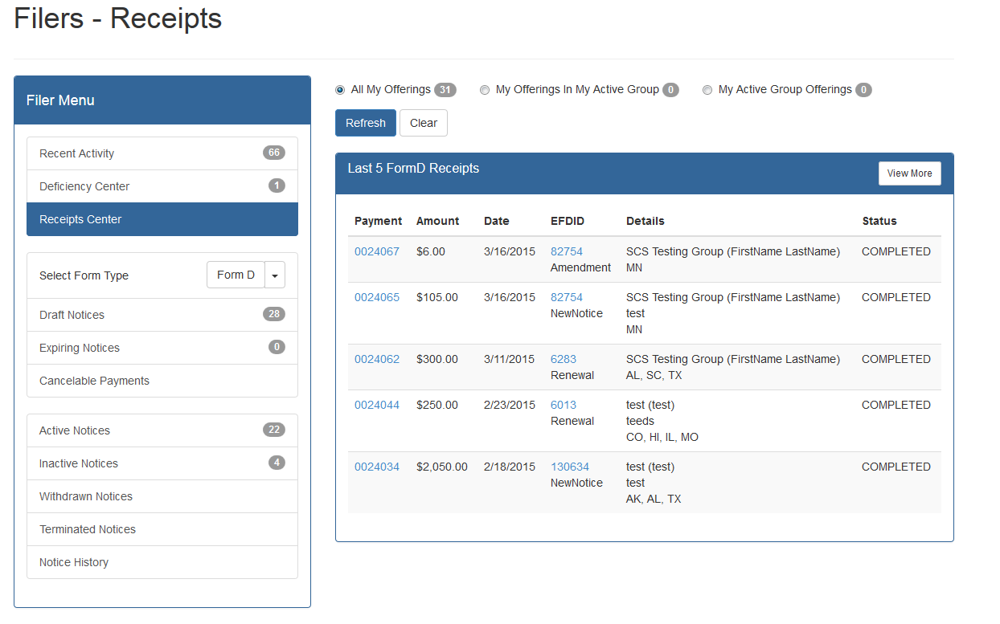 Filers - Receipts
Filer Menu
Recent Activity 66
Deficiency Center 1
Receipts Center
Select Form Type Form D
Draft Notices 28
Expiring Notices 0
Cancelable Payments
Active Notices 22
Inactive Notices 4
Withdrawn Notices
Terminated Notices
Notice History
All My Offerings 31 My Offerings In My Active Group 0 My Active Group Offerings 0
Refresh Clear
Last 5 FormD Receipts View More
Payment Amount Date EFDID Details Status
0024067 $6.00 3/16/2015 82754 SCS Testing Group (FirstName LastName) COMPLETED
Amendment MN
0024065 $105.00 3/16/2015 82754 SCS Testing Group (FirstName LastName) COMPLETED
NewNotice test
MN
0024062 $300.00 3/11/2015 6283 SCS Testing Group (FirstName LastName) COMPLETED
Renewal AL, SC, TX
0024044 $250.00 2/23/2015 6013 test (test) COMPLETED
Renewal teeds
CO, HI, IL, MO
0024034 $2,050.00 2/18/2015 130634 test (test) COMPLETED
NewNotice test
AK, AL, TX